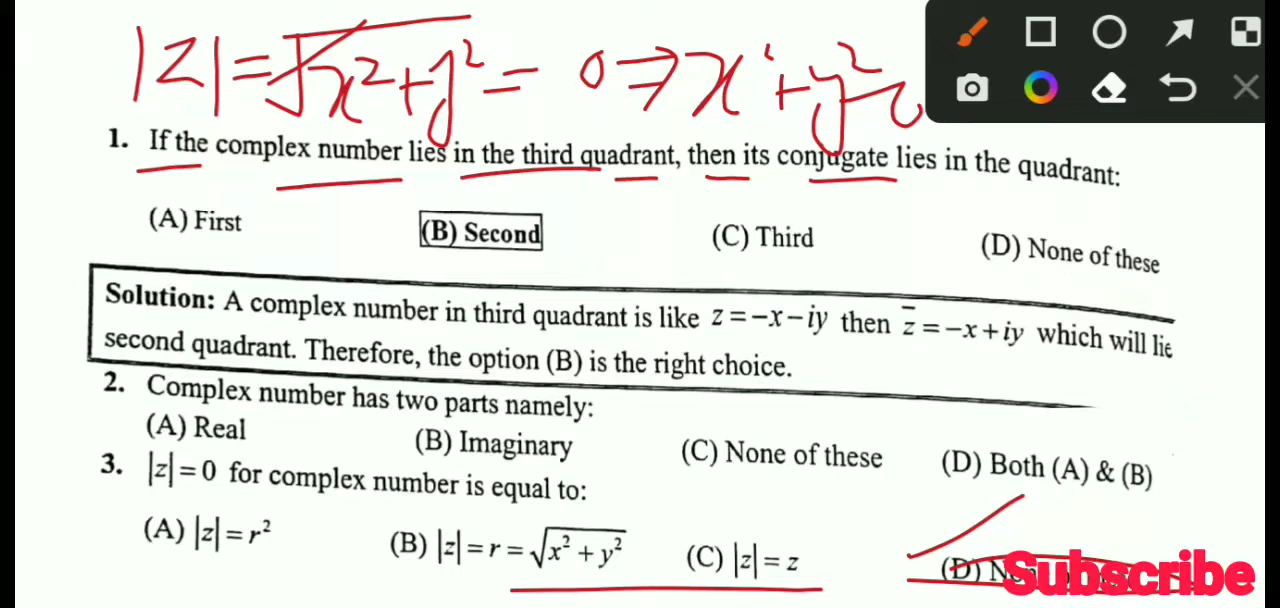 |z| = √x² + y² = 0 ⇒ x² + y²
1. If the complex number lies in the third quadrant, then its conjugate lies in the quadrant:
(A) First (B) Second (C) Third (D) None of these
Solution: A complex number in third quadrant is like z = −x − iy then z̅ = −x + iy which will lie
second quadrant. Therefore, the option (B) is the right choice.
2. Complex number has two parts namely:
(A) Real (B) Imaginary (C) None of these (D) Both (A) & (B)
3. |z| = 0 for complex number is equal to:
(A) |z| = r² (B) |z| = r = √x² + y² (C) |z| = z (D)
Subscribe